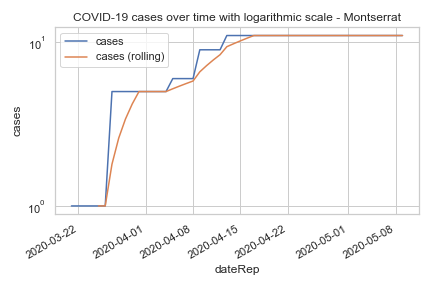 COVID-19 cases over time with logarithmic scale - Montserrat
cases
cases (rolling)
10¹
10⁰
cases
2020-03-22
2020-04-01
2020-04-08
2020-04-15
2020-04-22
2020-05-01
2020-05-08
dateRep